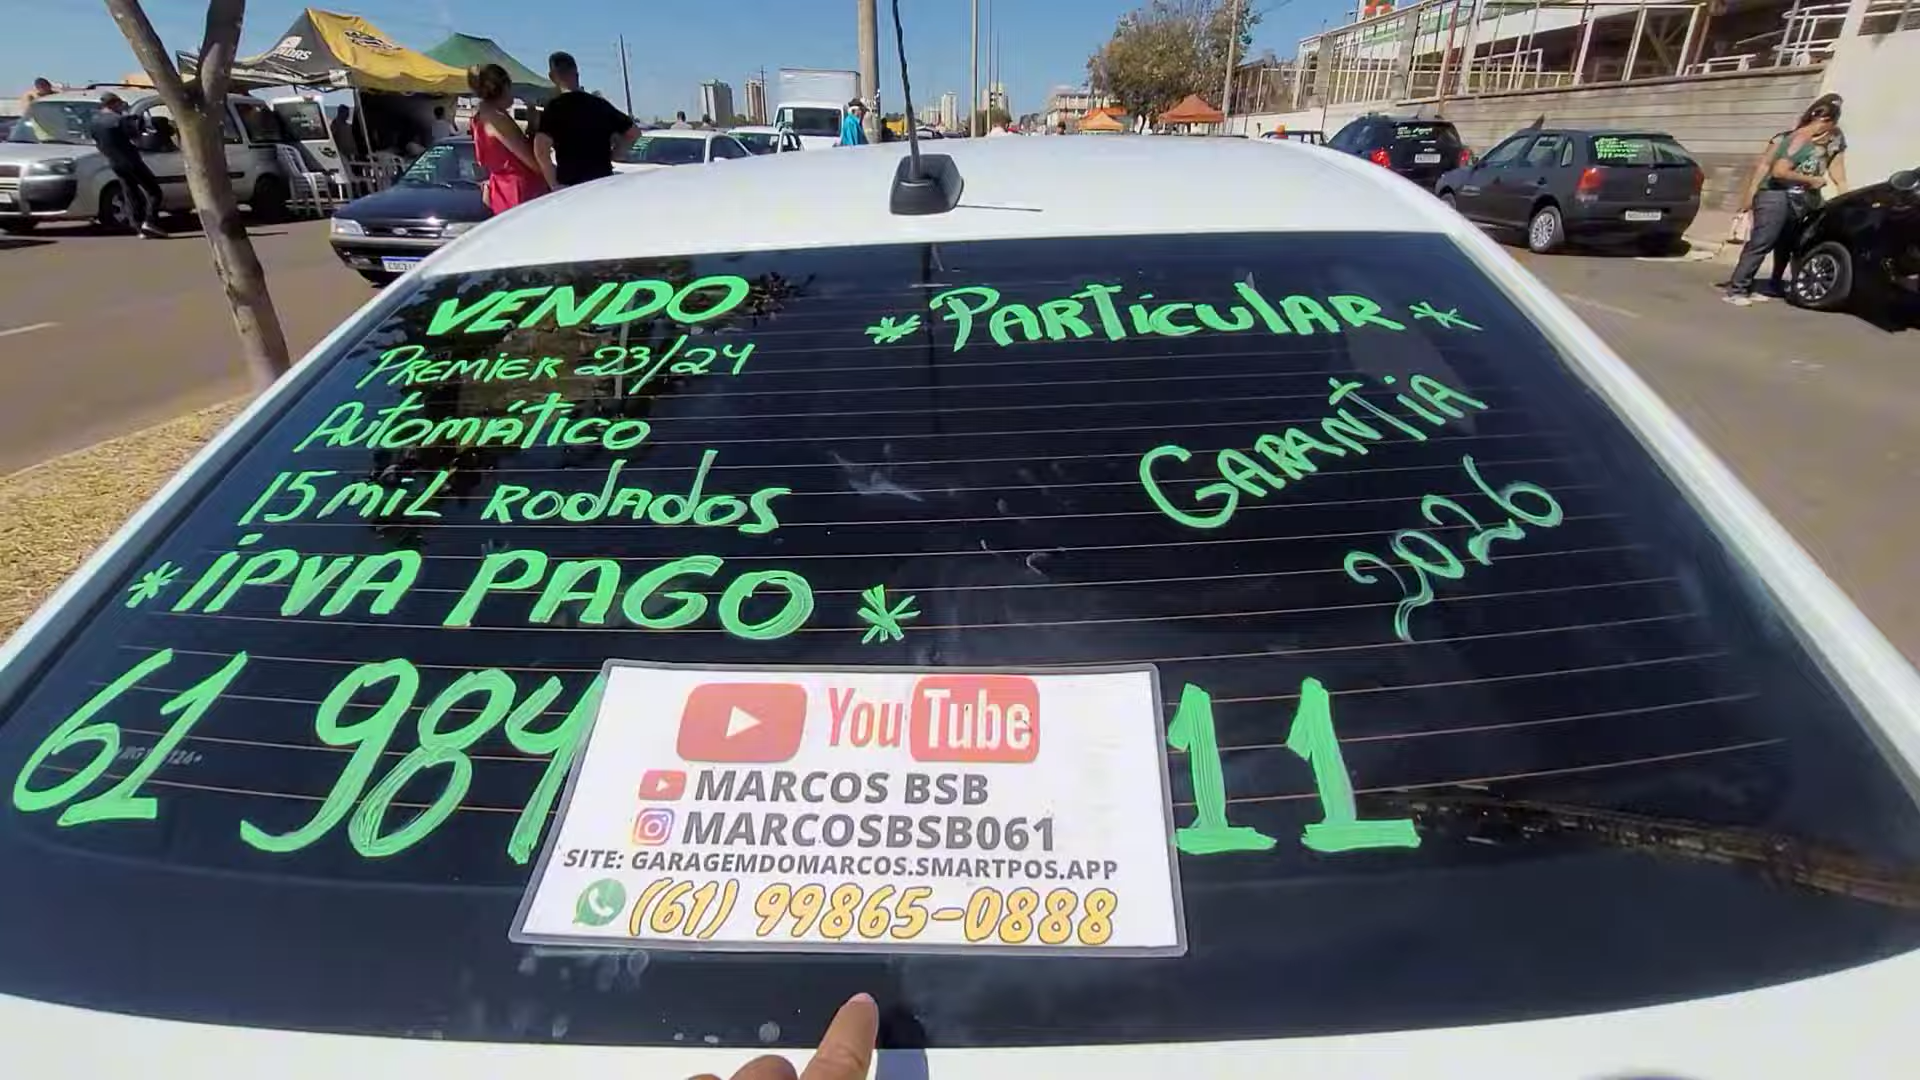 VENDO
* PARTiCULAR *
PREMiER 23/24
AUTOMÁTiCO
GARANTiA
2026
15 MiL RODADOS
* iPVA PAGO *
61 984
11
YouTube
MARCOS BSB
MARCOSBSB061
SITE: GARAGEMDOMARCOS.SMARTPOS.APP
(61) 99865-0888